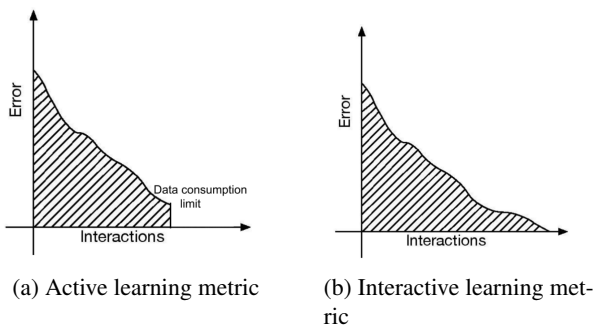 Error
Data consumption
limit
Interactions
(a) Active learning metric
Error
Interactions
(b) Interactive learning met-
ric